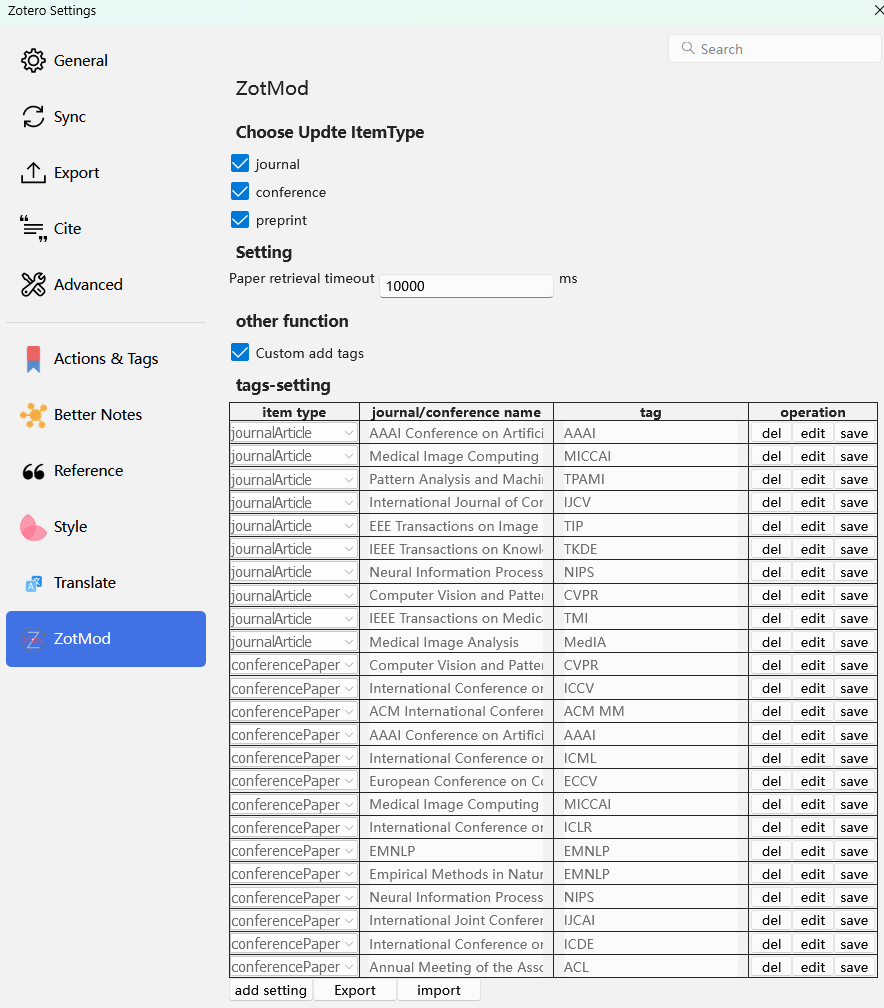 Zotero Settings
Search
General
Sync
Export
Cite
Advanced
Actions & Tags
Better Notes
Reference
Style
Translate
ZotMod
ZotMod
Choose Updte ItemType
journal
conference
preprint
Setting
Paper retrieval timeout 10000 ms
other function
Custom add tags
tags-setting
item type journal/conference name tag operation
journalArticle AAAI Conference on Artifici AAAI del edit save
journalArticle Medical Image Computing MICCAI del edit save
journalArticle Pattern Analysis and Machi TPAMI del edit save
journalArticle International Journal of Co IJCV del edit save
journalArticle EEE Transactions on Image TIP del edit save
journalArticle IEEE Transactions on Knowl TKDE del edit save
journalArticle Neural Information Process NIPS del edit save
journalArticle Computer Vision and Patter CVPR del edit save
journalArticle IEEE Transactions on Medic TMI del edit save
journalArticle Medical Image Analysis MedIA del edit save
conferencePaper Computer Vision and Patter CVPR del edit save
conferencePaper International Conference or ICCV del edit save
conferencePaper ACM International Conferer ACM MM del edit save
conferencePaper AAAI Conference on Artifici AAAI del edit save
conferencePaper International Conference or ICML del edit save
conferencePaper European Conference on Co ECCV del edit save
conferencePaper Medical Image Computing MICCAI del edit save
conferencePaper International Conference or ICLR del edit save
conferencePaper EMNLP EMNLP del edit save
conferencePaper Empirical Methods in Natur EMNLP del edit save
conferencePaper Neural Information Process NIPS del edit save
conferencePaper International Joint Conferer IJCAI del edit save
conferencePaper International Conference or ICDE del edit save
conferencePaper Annual Meeting of the Asso ACL del edit save
add setting Export import